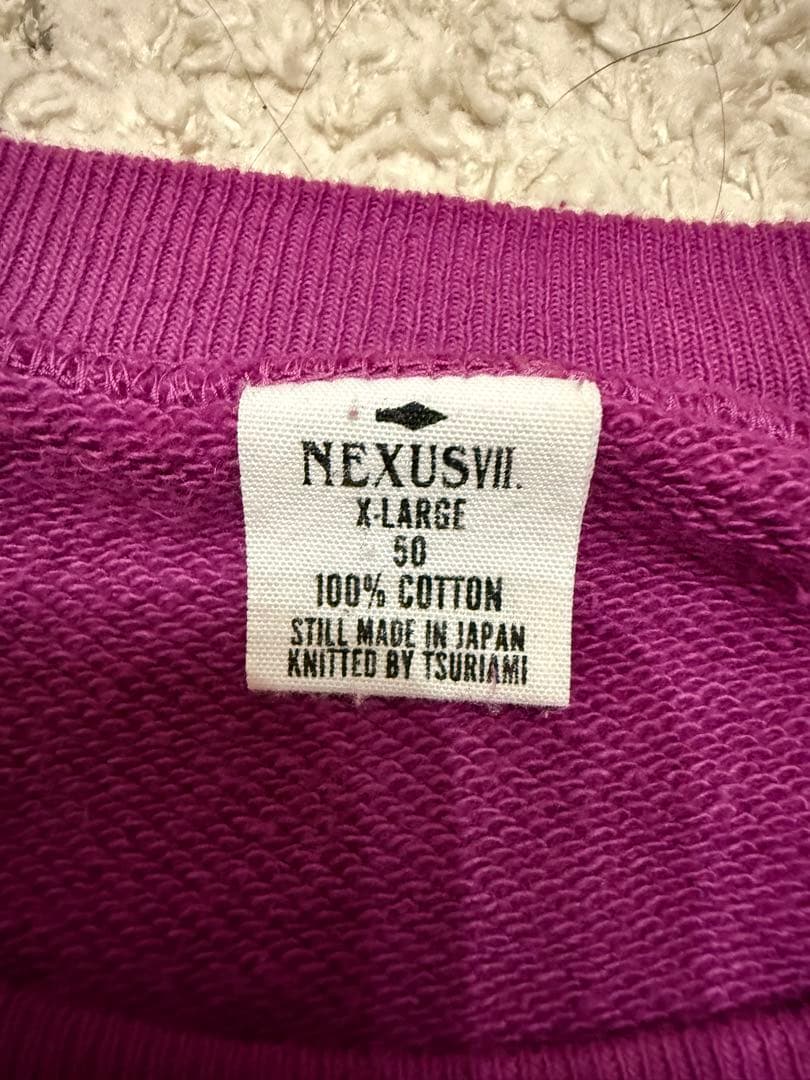 NEXUSVII.
X-LARGE
50
100% COTTON
STILL MADE IN JAPAN
KNITTED BY TSURIAMI